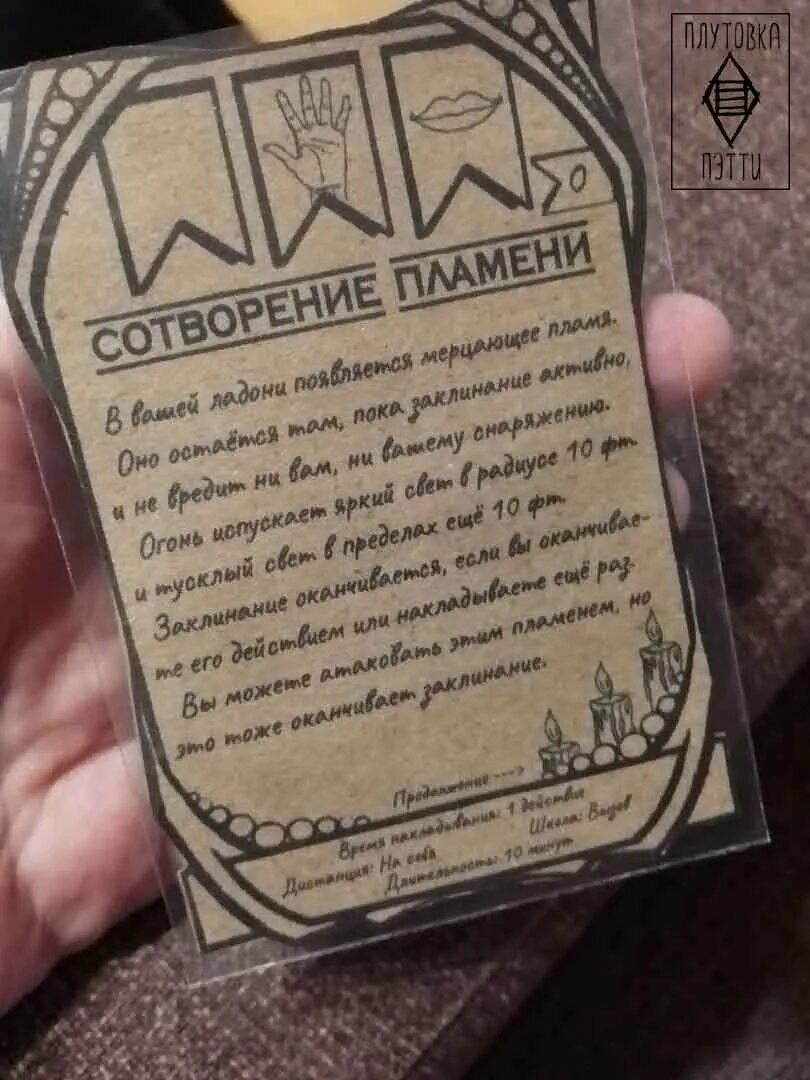 ПЛУТОВКА
ПЭТТИ
0
СОТВОРЕНИЕ ПЛАМЕНИ
В вашей ладони появляется мерцающее пламя.
Оно остаётся там, пока заклинание активно,
и не вредит ни вам, ни вашему снаряжению.
Огонь испускает яркий свет в радиусе 10 фт
и тусклый свет в пределах ещё 10 фт.
Заклинание оканчивается, если вы оканчивае-
те его действием или накладываете ещё раз.
Вы можете атаковать этим пламенем, но
это тоже оканчивает заклинание.
Продолжение --->
Время накладывания: 1 действие
Дистанция: На себя Школа: Вызов
Длительность: 10 минут